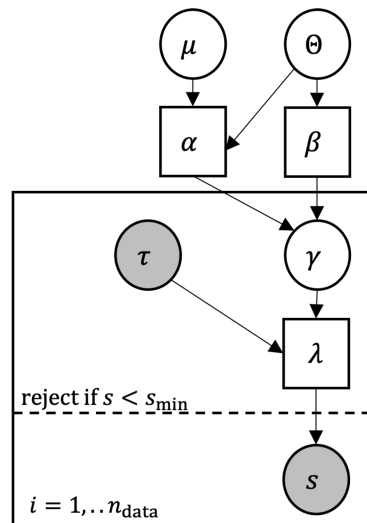 μ Θ
α β
τ γ
λ
reject if s < s_min
s
i = 1, . . n_data